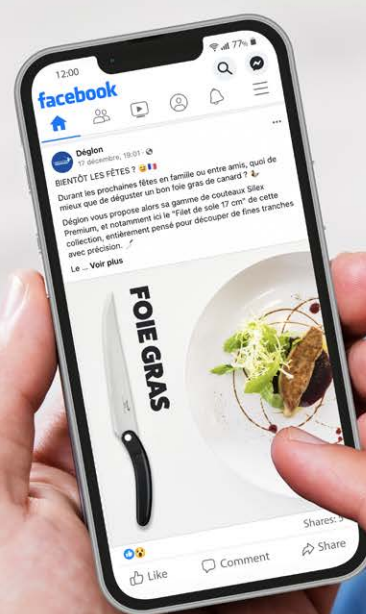 12:00
77%
facebook
Déglon
17 décembre, 19:01 ·
BIENTÔT LES FÊTES ?
Durant les prochaines fêtes en famille ou entre amis, quoi de
mieux que de déguster un bon foie gras de canard ?
Déglon vous propose alors sa gamme de couteaux Silex
Premium, et notamment ici le "Filet de sole 17 cm" de cette
collection, entièrement pensé pour découper de fines tranches
avec précision.
Le ... Voir plus
FOIE GRAS
Shares:
Like
Comment
Share